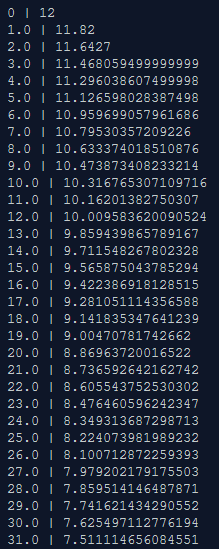 0 | 12
1.0 | 11.82
2.0 | 11.6427
3.0 | 11.468059499999999
4.0 | 11.296038607499998
5.0 | 11.126598028387498
6.0 | 10.959699057961686
7.0 | 10.79530357209226
8.0 | 10.633374018510876
9.0 | 10.473873408233214
10.0 | 10.316765307109716
11.0 | 10.16201382750307
12.0 | 10.009583620090524
13.0 | 9.859439865789167
14.0 | 9.711548267802328
15.0 | 9.565875043785294
16.0 | 9.422386918128515
17.0 | 9.281051114356588
18.0 | 9.141835347641239
19.0 | 9.00470781742662
20.0 | 8.86963720016522
21.0 | 8.736592642162742
22.0 | 8.605543752530302
23.0 | 8.476460596242347
24.0 | 8.349313687298713
25.0 | 8.224073981989232
26.0 | 8.100712872259393
27.0 | 7.979202179175503
28.0 | 7.859514146487871
29.0 | 7.741621434290552
30.0 | 7.625497112776194
31.0 | 7.511114656084551